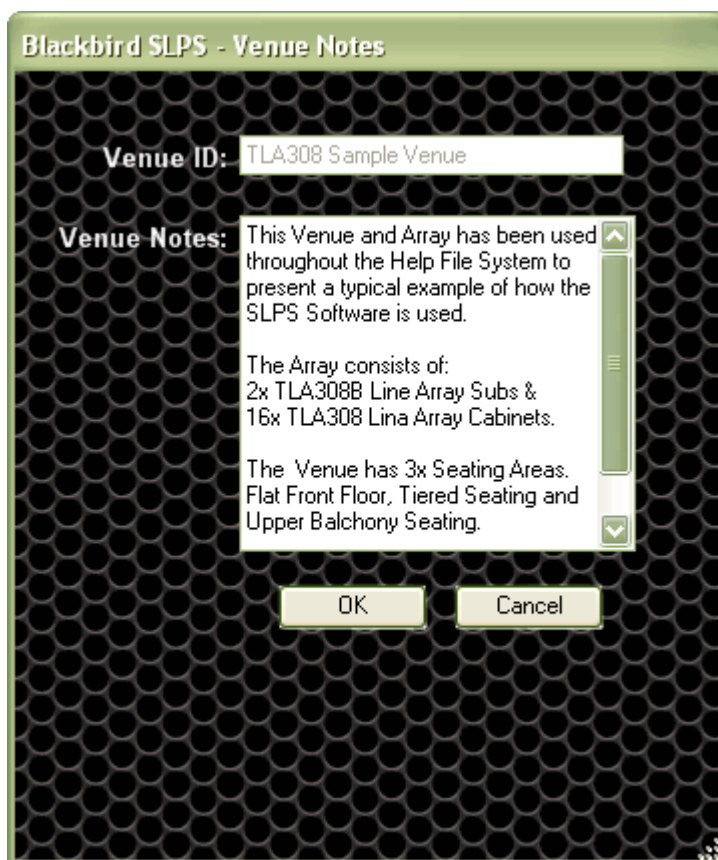 Blackbird SLPS - Venue Notes
Venue ID: TLA308 Sample Venue
Venue Notes: This Venue and Array has been used
throughout the Help File System to
present a typical example of how the
SLPS Software is used.
The Array consists of:
2x TLA308B Line Array Subs &
16x TLA308 Lina Array Cabinets.
The  Venue has 3x Seating Areas.
Flat Front Floor, Tiered Seating and
Upper Balchony Seating.
OK Cancel